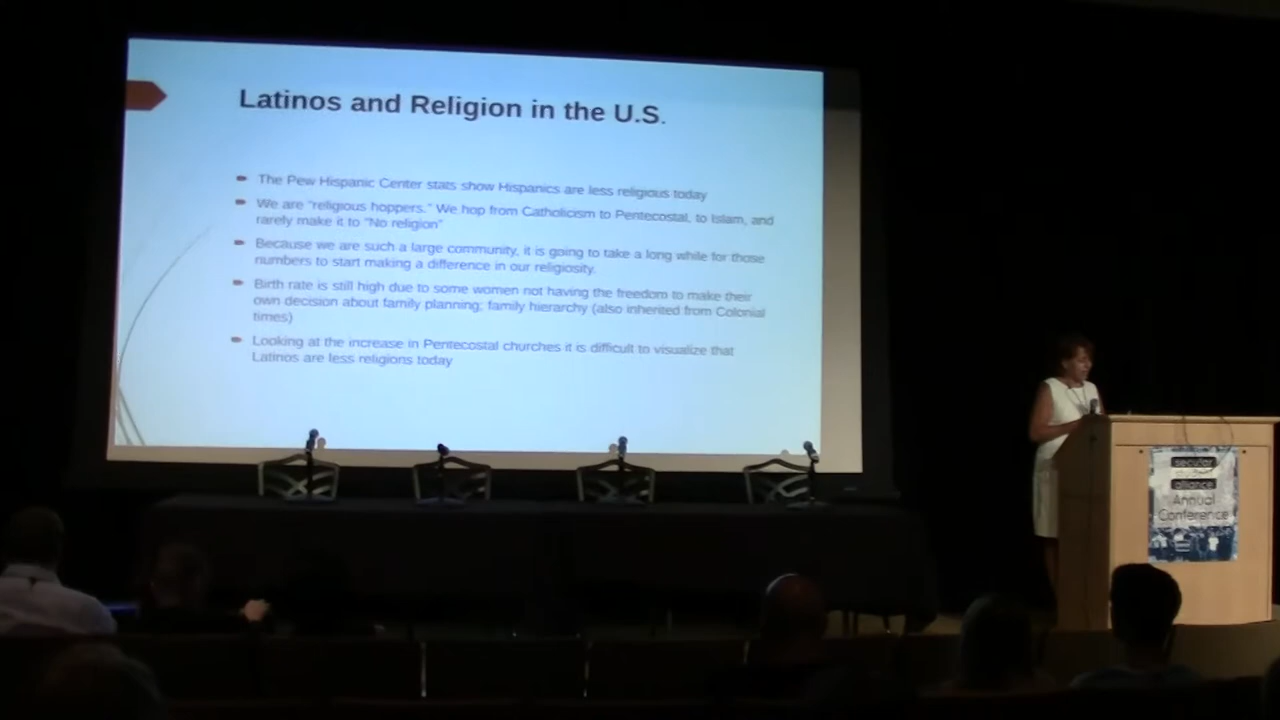 Latinos and Religion in the U.S.
The Pew Hispanic Center stats show Hispanics are less religious today
We are "religious hoppers." We hop from Catholicism to Pentecostal, to Islam, and
rarely make it to "No religion"
Because we are such a large community, it is going to take a long while for those
numbers to start making a difference in our religiosity.
Birth rate is still high due to some women not having the freedom to make their
own decision about family planning; family hierarchy (also inherited from Colonial
times)
Looking at the increase in Pentecostal churches it is difficult to visualize that
Latinos are less religions today
secular
alliance
Annual
Conference